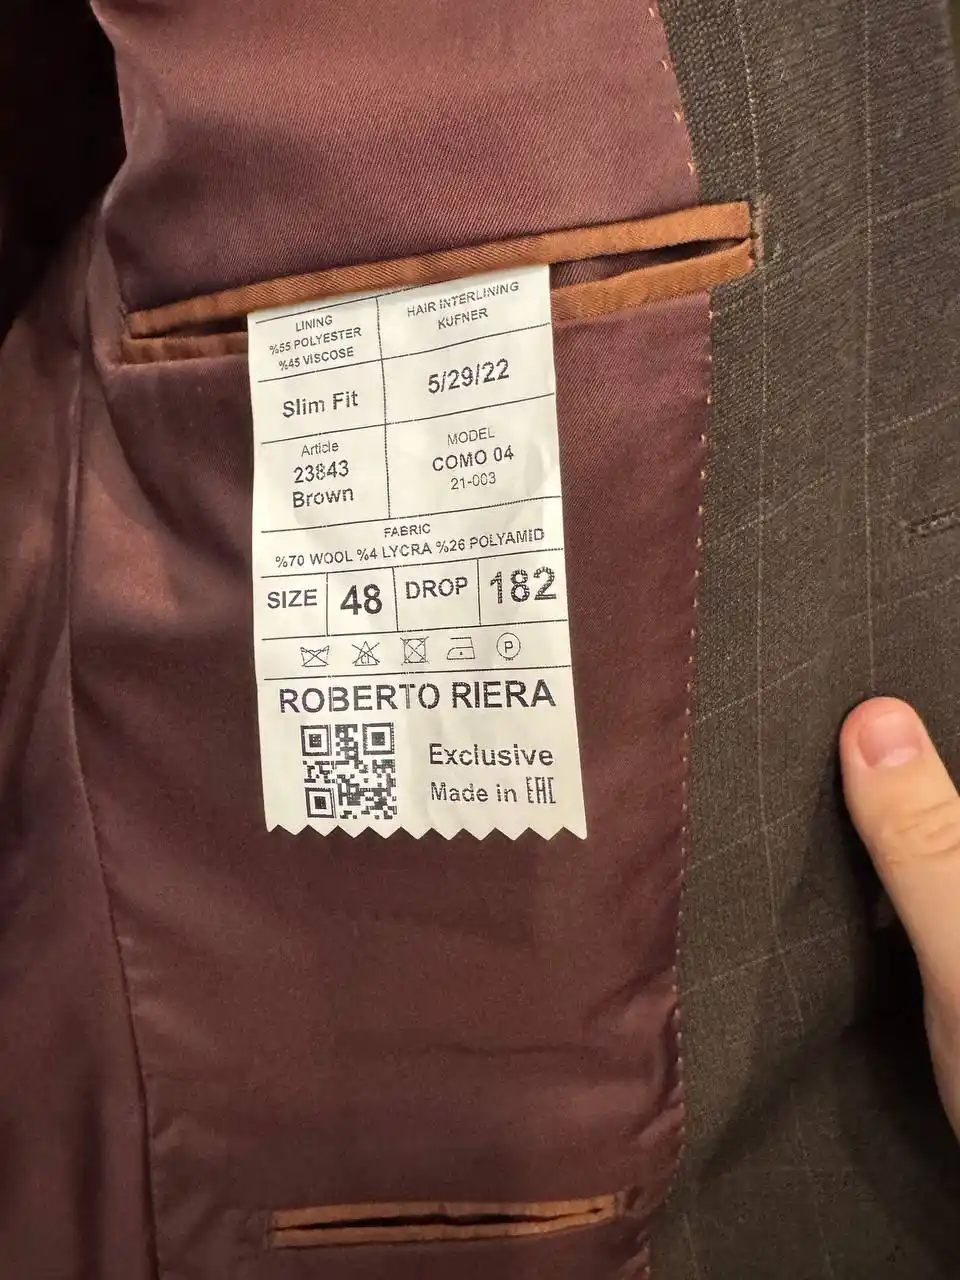 LINING
%55 POLYESTER
%45 VISCOSE
HAIR INTERLINING
KUFNER
Slim Fit
5/29/22
Article
23843
Brown
MODEL
COMO 04
21-003
FABRIC
%70 WOOL %4 LYCRA %26 POLYAMID
SIZE 48 DROP 182
P
ROBERTO RIERA
Exclusive
Made in EAC